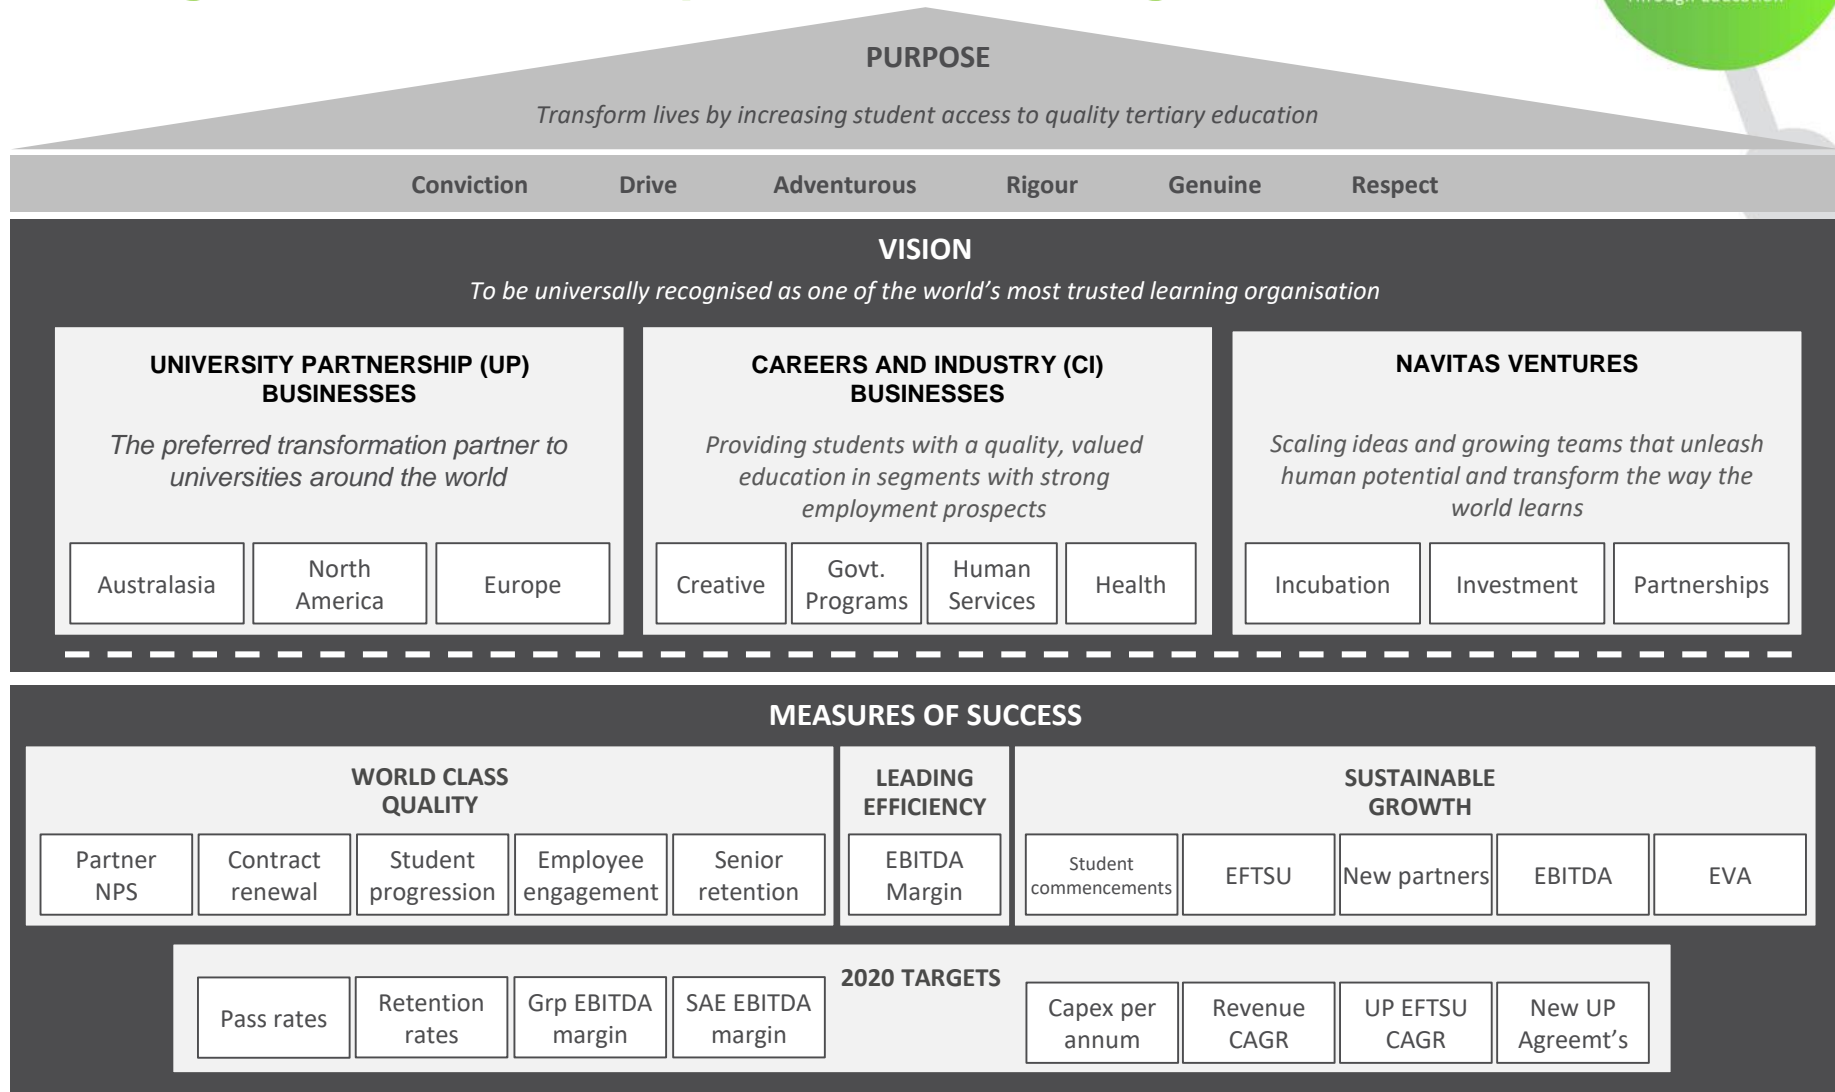 Through Education
PURPOSE
Transform lives by increasing student access to quality tertiary education
Conviction Drive Adventurous Rigour Genuine Respect
VISION
To be universally recognised as one of the world's most trusted learning organisation
UNIVERSITY PARTNERSHIP (UP)
BUSINESSES
The preferred transformation partner to
universities around the world
Australasia
North
America
Europe
CAREERS AND INDUSTRY (CI)
BUSINESSES
Providing students with a quality, valued
education in segments with strong
employment prospects
Creative
Govt.
Programs
Human
Services
Health
NAVITAS VENTURES
Scaling ideas and growing teams that unleash
human potential and transform the way the
world learns
Incubation
Investment
Partnerships
MEASURES OF SUCCESS
WORLD CLASS
QUALITY
Partner
NPS
Contract
renewal
Student
progression
Employee
engagement
Senior
retention
LEADING
EFFICIENCY
EBITDA
Margin
SUSTAINABLE
GROWTH
Student
commencements
EFTSU
New partners
EBITDA
EVA
2020 TARGETS
Pass rates
Retention
rates
Grp EBITDA
margin
SAE EBITDA
margin
Capex per
annum
Revenue
CAGR
UP EFTSU
CAGR
New UP
Agreemt's